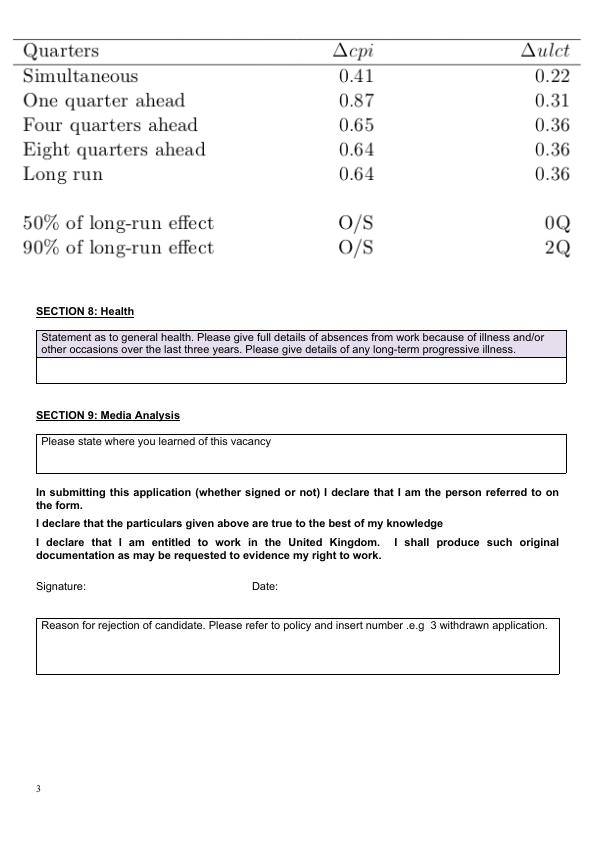 Quarters Δcpi Δulct
Simultaneous 0.41 0.22
One quarter ahead 0.87 0.31
Four quarters ahead 0.65 0.36
Eight quarters ahead 0.64 0.36
Long run 0.64 0.36
50% of long-run effect O/S 0Q
90% of long-run effect O/S 2Q
SECTION 8: Health
Statement as to general health. Please give full details of absences from work because of illness and/or
other occasions over the last three years. Please give details of any long-term progressive illness.
SECTION 9: Media Analysis
Please state where you learned of this vacancy
In submitting this application (whether signed or not) I declare that I am the person referred to on
the form.
I declare that the particulars given above are true to the best of my knowledge
I declare that I am entitled to work in the United Kingdom. I shall produce such original
documentation as may be requested to evidence my right to work.
Signature: Date:
Reason for rejection of candidate. Please refer to policy and insert number .e.g 3 withdrawn application.
3